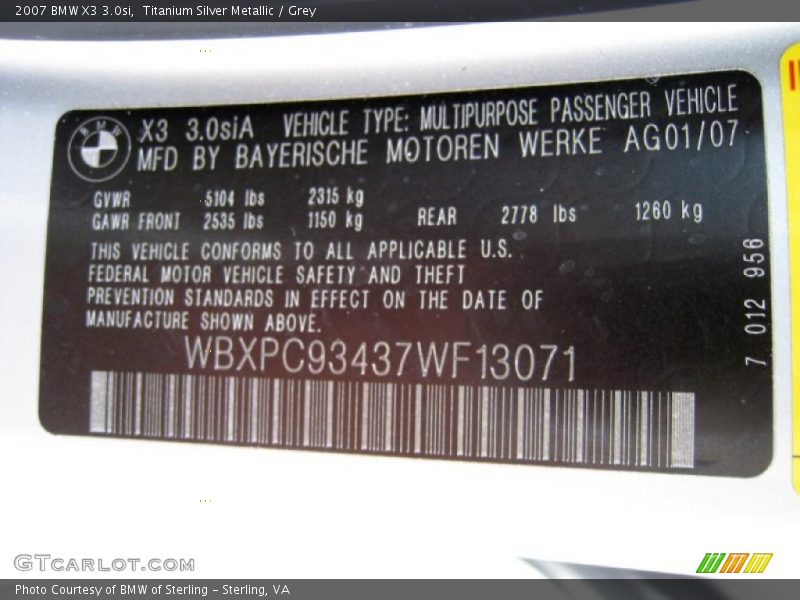 2007 BMW X3 3.0si, Titanium Silver Metallic / Grey
BMW
X3 3.0siA VEHICLE TYPE: MULTIPURPOSE PASSENGER VEHICLE
MFD BY BAYERISCHE MOTOREN WERKE AG01/07
GVWR 5104 lbs 2315 kg
GAWR FRONT 2535 lbs 1150 kg REAR 2778 lbs 1260 kg
THIS VEHICLE CONFORMS TO ALL APPLICABLE U.S.
FEDERAL MOTOR VEHICLE SAFETY AND THEFT
PREVENTION STANDARDS IN EFFECT ON THE DATE OF
MANUFACTURE SHOWN ABOVE.
WBXPC93437WF13071
7 012 956
GTCARLOT.COM
Photo Courtesy of BMW of Sterling - Sterling, VA